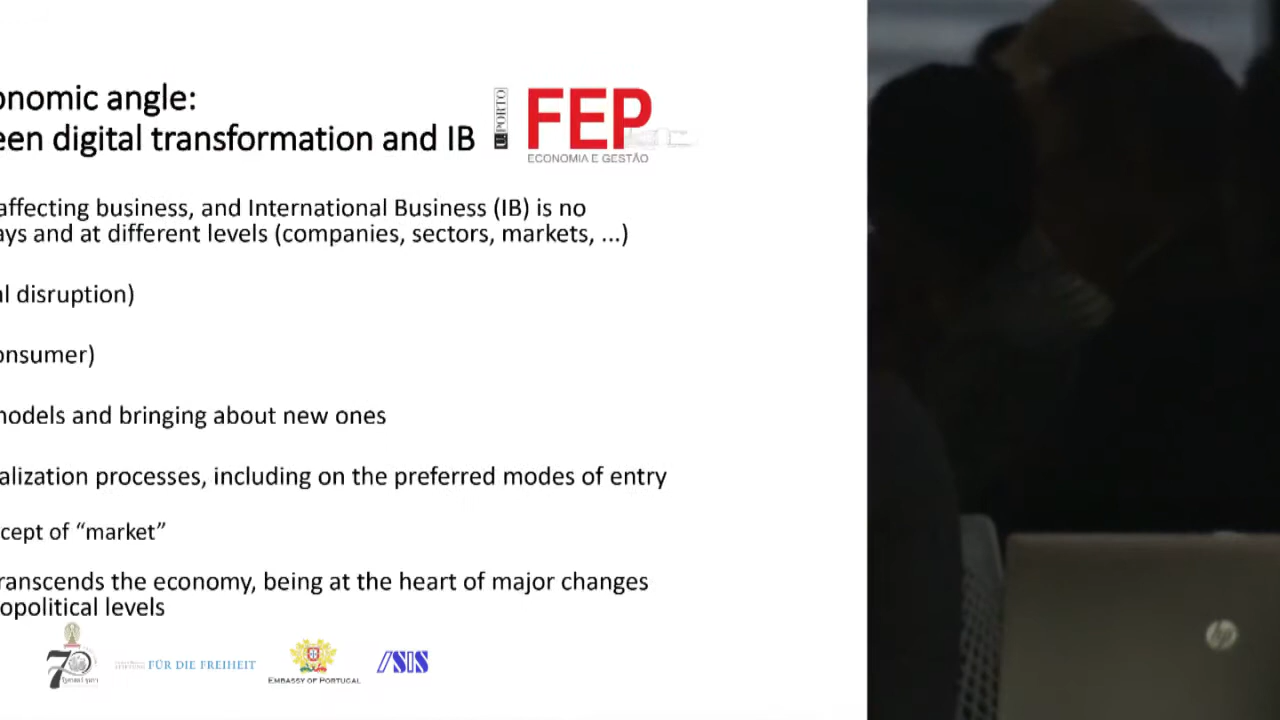 onomic angle:
een digital transformation and IB
U.PORTO
FEP
ECONOMIA E GESTÃO
affecting business, and International Business (IB) is no
ays and at different levels (companies, sectors, markets, ...)
al disruption)
onsumer)
models and bringing about new ones
alization processes, including on the preferred modes of entry
cept of “market”
ranscends the economy, being at the heart of major changes
opolitical levels
70
FÜR DIE FREIHEIT
EMBASSY OF PORTUGAL
ISIS
hp